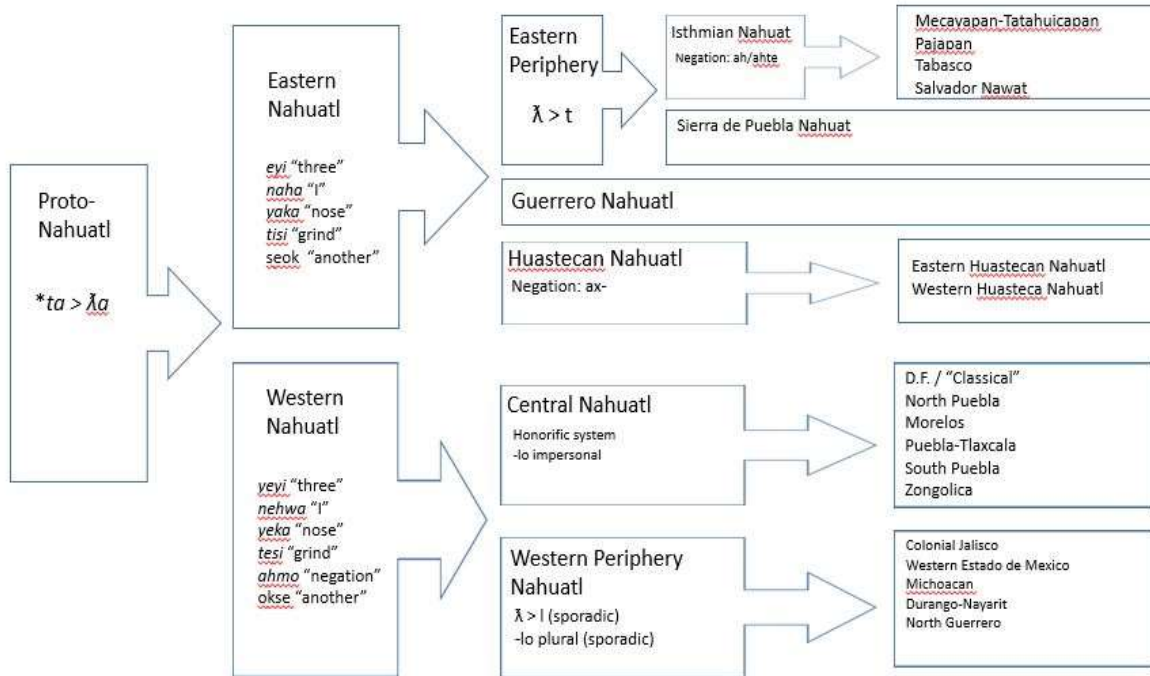 Proto-
Nahuatl
*ta > ƛa
Eastern
Nahuatl
eyi “three”
naha “I”
yaka “nose”
tisi “grind”
seok “another”
Western
Nahuatl
yeyi “three”
nehwa “I”
yeka “nose”
tesi “grind”
ahmo “negation”
okse “another”
Eastern
Periphery
ƛ > t
Isthmian Nahuat
Negation: ah/ahte
Mecayapan-Tatahuicapan
Pajapan
Tabasco
Salvador Nawat
Sierra de Puebla Nahuat
Guerrero Nahuatl
Huastecan Nahuatl
Negation: ax-
Eastern Huastecan Nahuatl
Western Huasteca Nahuatl
Central Nahuatl
Honorific system
-lo impersonal
D.F. / “Classical”
North Puebla
Morelos
Puebla-Tlaxcala
South Puebla
Zongolica
Western Periphery
Nahuatl
ƛ > l (sporadic)
-lo plural (sporadic)
Colonial Jalisco
Western Estado de Mexico
Michoacan
Durango-Nayarit
North Guerrero